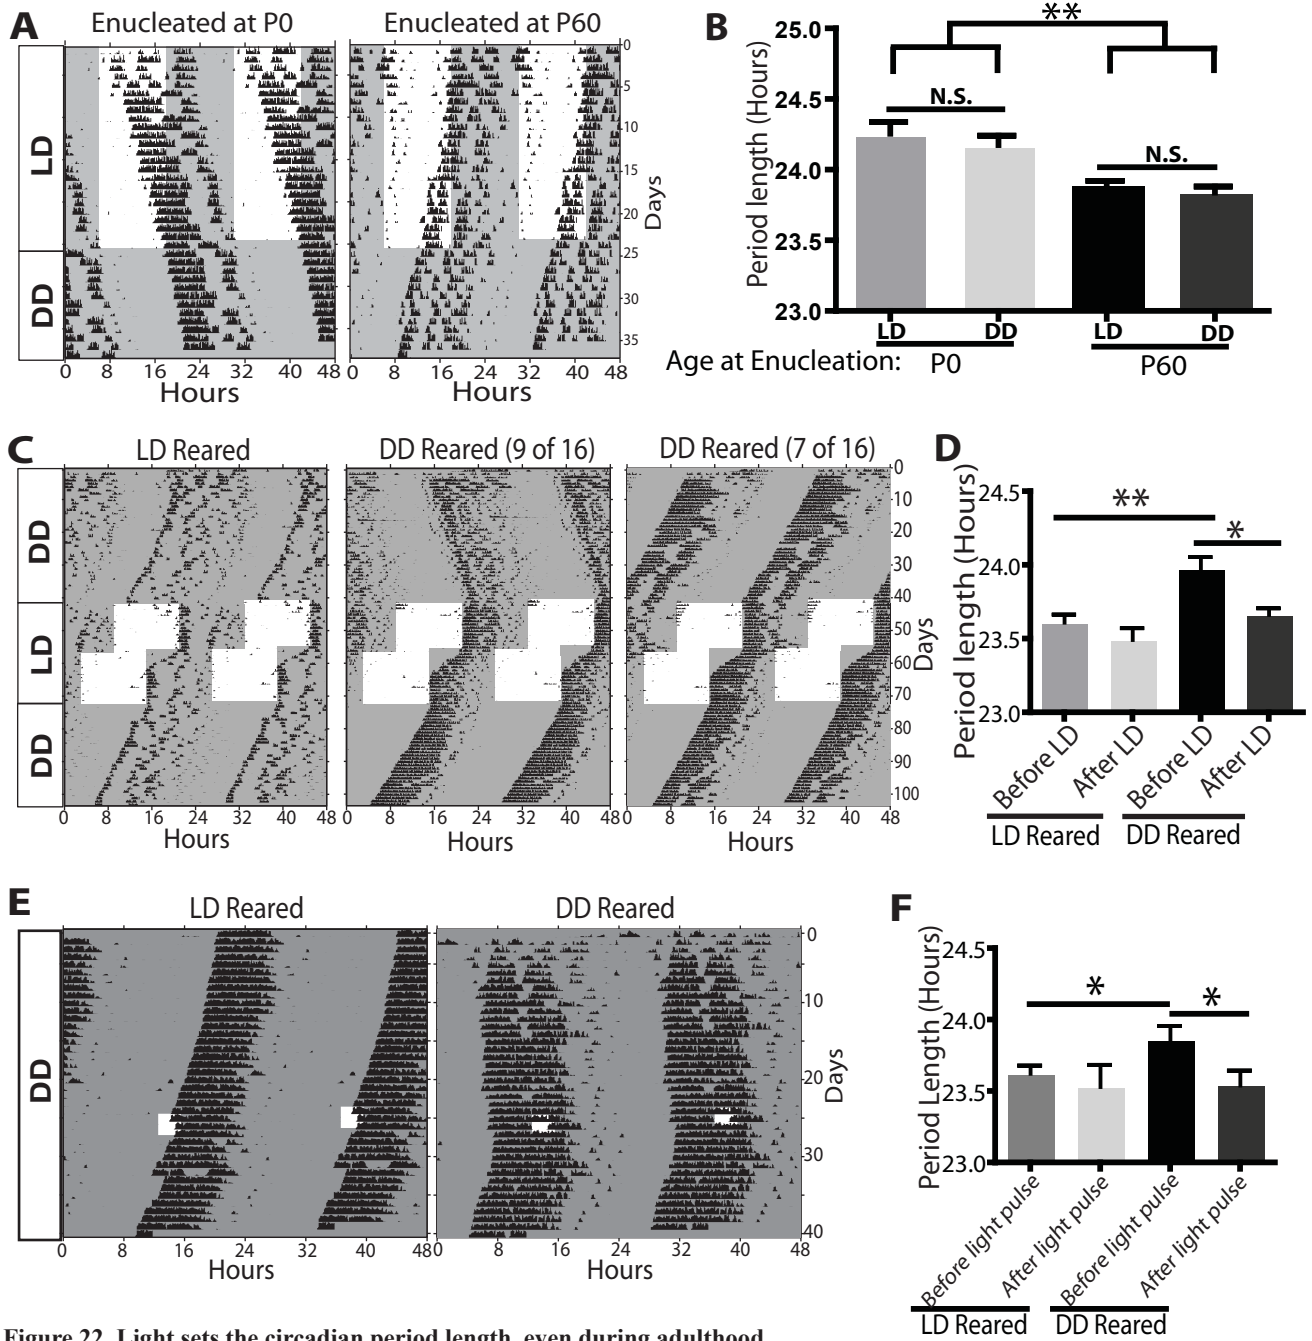 A
Enucleated at P0
Enucleated at P60
LD
DD
0
5
10
15
20
25
30
35
Days
0 8 16 24 32 40 48
0 8 16 24 32 40 48
Hours
Hours
B
**
N.S.
N.S.
25.0
24.5
24.0
23.5
23.0
Period length (Hours)
LD DD LD DD
Age at Enucleation: P0 P60
C
LD Reared
DD Reared (9 of 16)
DD Reared (7 of 16)
DD
LD
DD
0
10
20
30
40
50
60
70
80
90
100
Days
0 8 16 24 32 40 48
0 8 16 24 32 40 48
8 16 24 32 40 48
Hours
Hours
Hours
D
**
*
24.5
24.0
23.5
23.0
Period length (Hours)
Before LD
After LD
Before LD
After LD
LD Reared
DD Reared
E
LD Reared
DD Reared
DD
0
10
20
30
40
Days
0 8 16 24 32 40 48
0 8 16 24 32 40 48
Hours
Hours
F
*
*
24.5
24.0
23.5
23.0
Period Length (Hours)
Before light pulse
After light pulse
Before light pulse
After light pulse
LD Reared
DD Reared
Figure 22. Light sets the circadian period length, even during adulthood